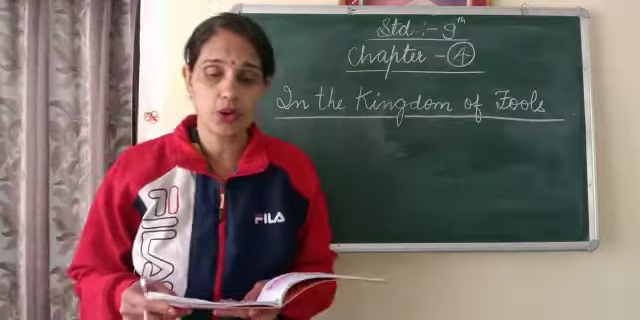 Std :- 9th
Chapter - 4
In the Kingdom of Fools
FILA
FILA